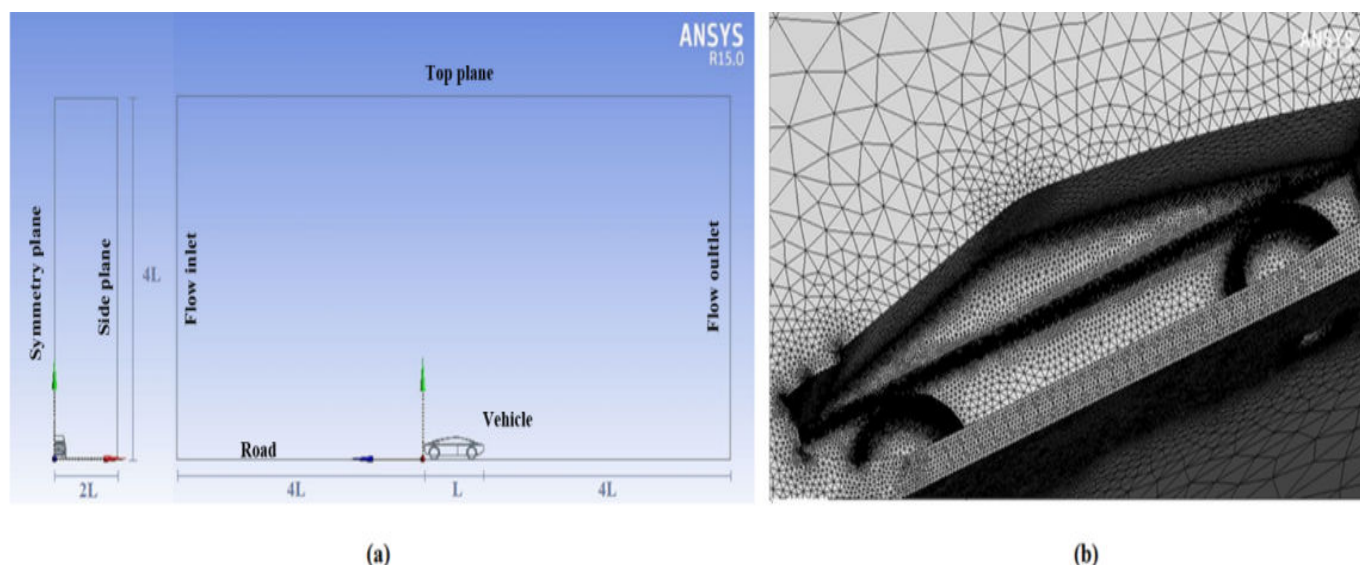 ANSYS
R15.0
Top plane
Symmetry plane
Side plane
4L
Flow inlet
Flow oultlet
Vehicle
Road
2L
4L
L
4L
ANSYS
(a)
(b)